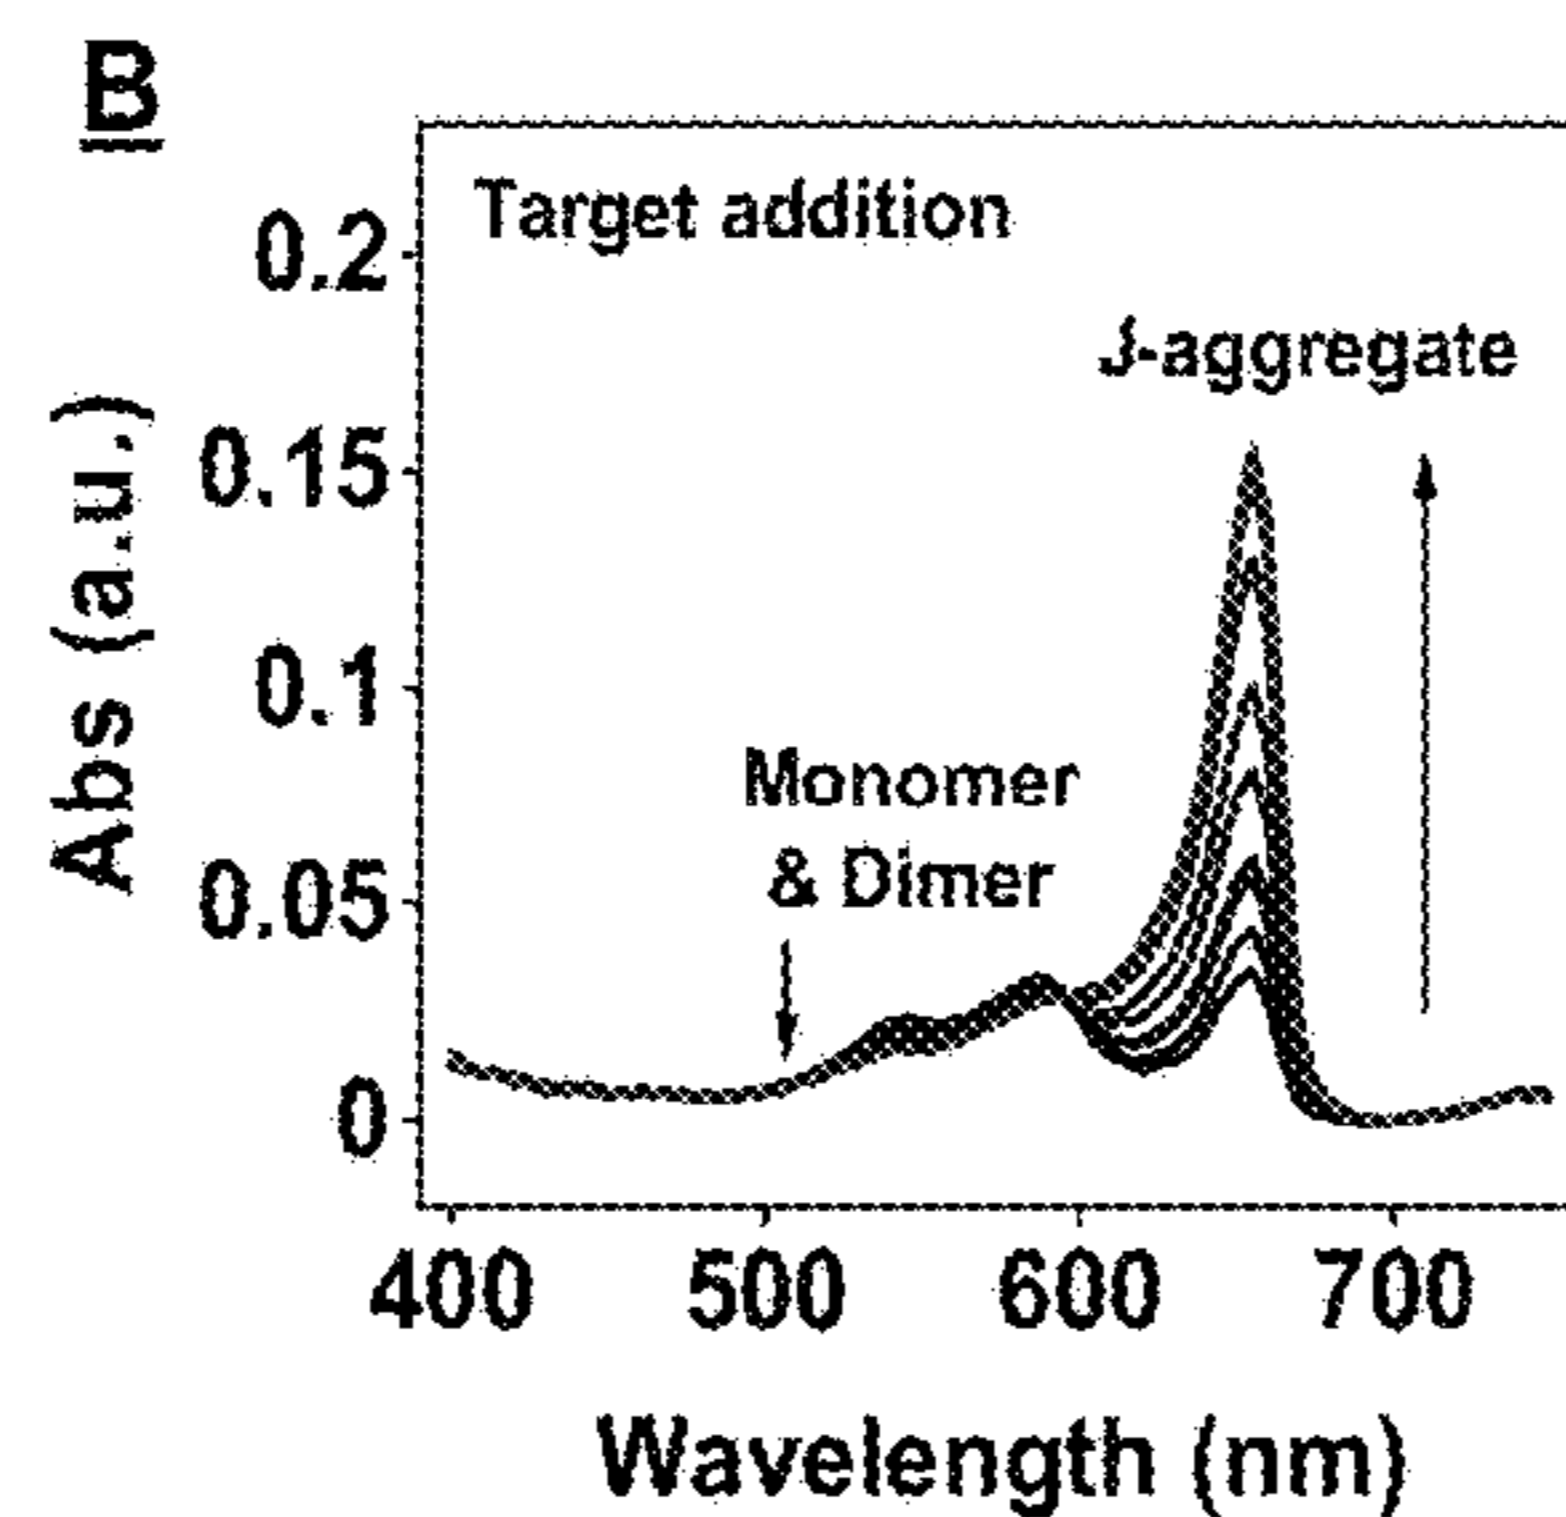 B
Target addition
J-aggregate
Monomer
& Dimer
Abs (a.u.)
0.2
0.15
0.1
0.05
0
400 500 600 700
Wavelength (nm)